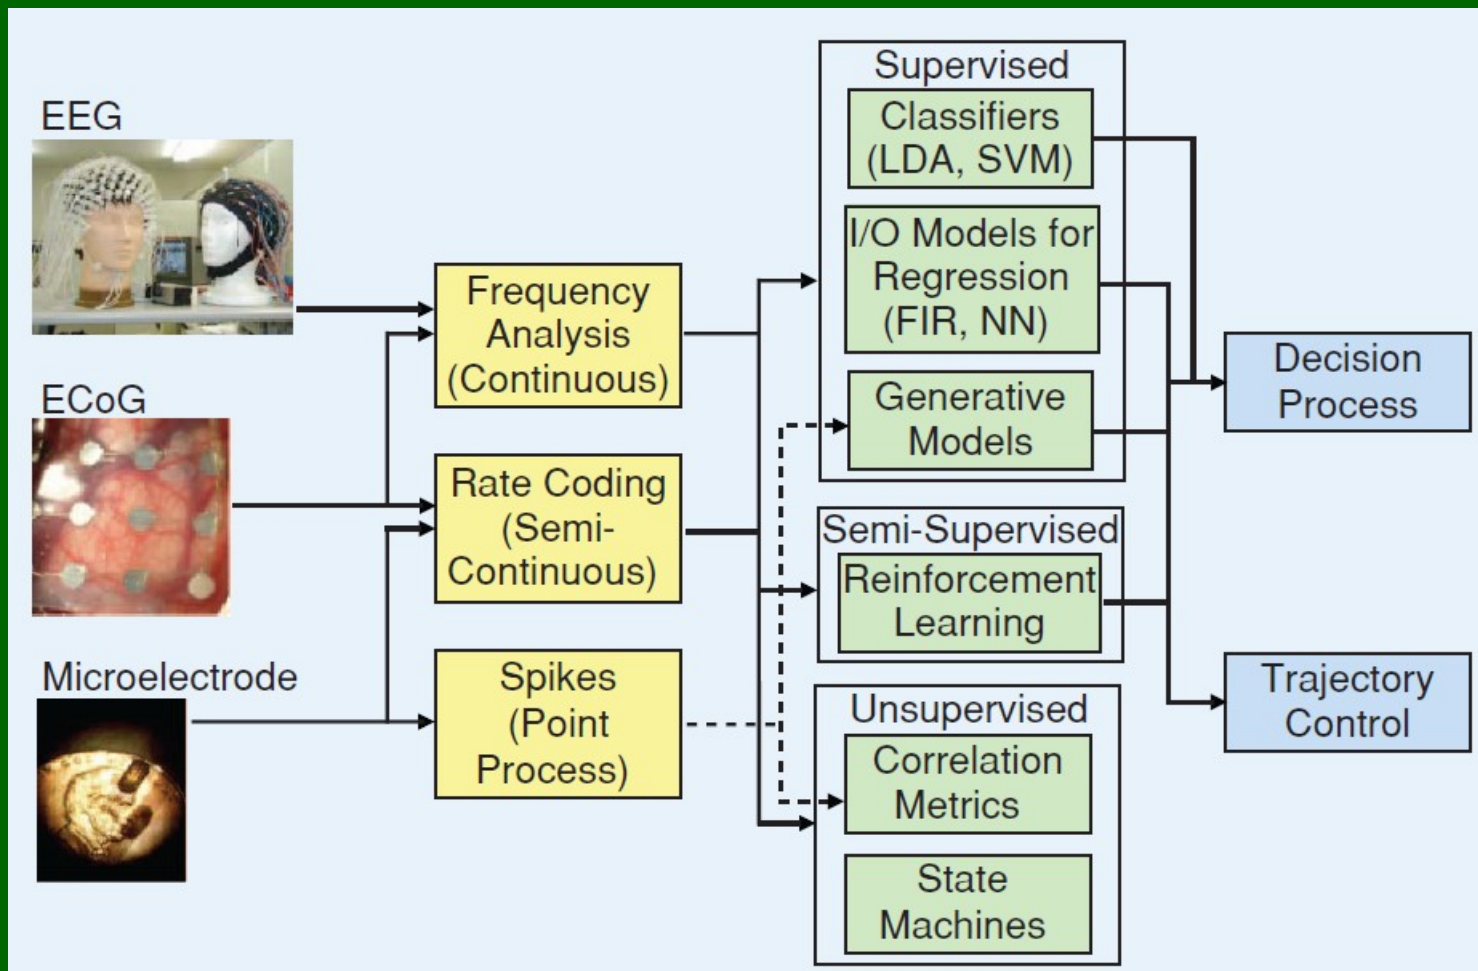 EEG
ECoG
Microelectrode
Frequency
Analysis
(Continuous)
Rate Coding
(Semi-
Continuous)
Spikes
(Point
Process)
Supervised
Classifiers
(LDA, SVM)
I/O Models for
Regression
(FIR, NN)
Generative
Models
Semi-Supervised
Reinforcement
Learning
Unsupervised
Correlation
Metrics
State
Machines
Decision
Process
Trajectory
Control